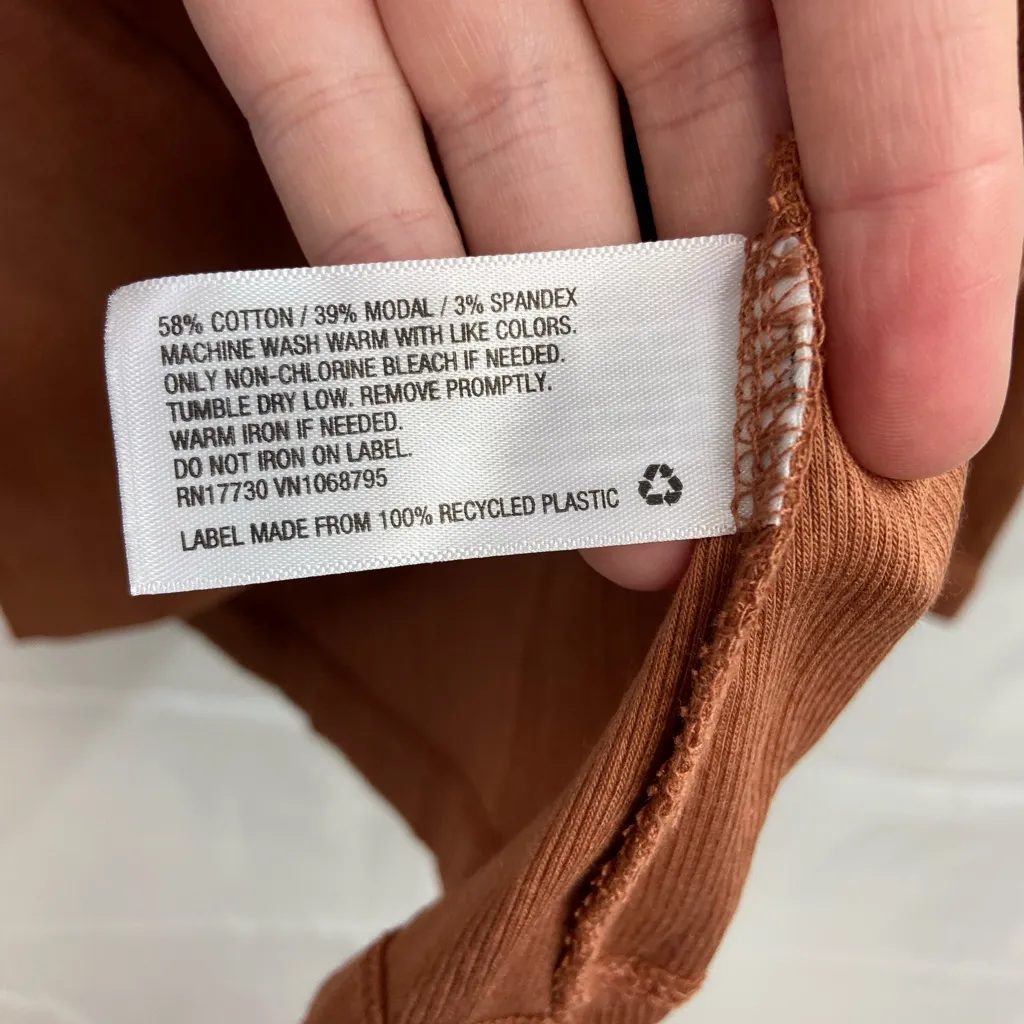 58% COTTON / 39% MODAL / 3% SPANDEX
MACHINE WASH WARM WITH LIKE COLORS.
ONLY NON-CHLORINE BLEACH IF NEEDED.
TUMBLE DRY LOW. REMOVE PROMPTLY.
WARM IRON IF NEEDED.
DO NOT IRON ON LABEL.
RN17730 VN1068795
LABEL MADE FROM 100% RECYCLED PLASTIC